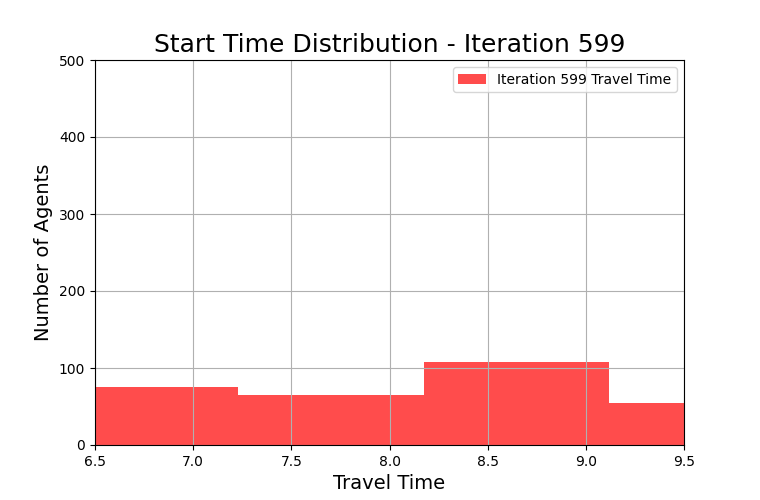 Start Time Distribution - Iteration 599
Iteration 599 Travel Time
Number of Agents
500
400
300
200
100
0
6.5 7.0 7.5 8.0 8.5 9.0 9.5
Travel Time